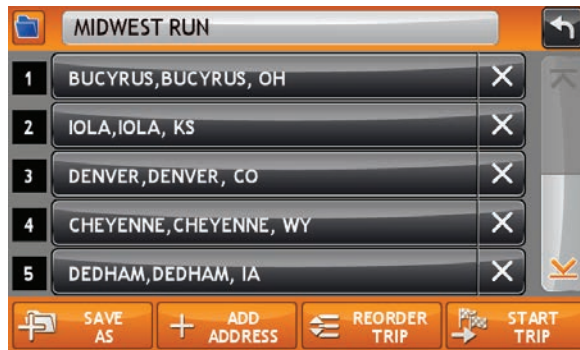 MIDWEST RUN
1 BUCYRUS,BUCYRUS, OH X
2 IOLA,IOLA, KS X
3 DENVER,DENVER, CO X
4 CHEYENNE,CHEYENNE, WY X
5 DEDHAM,DEDHAM, IA X
SAVE AS
ADD ADDRESS
REORDER TRIP
START TRIP